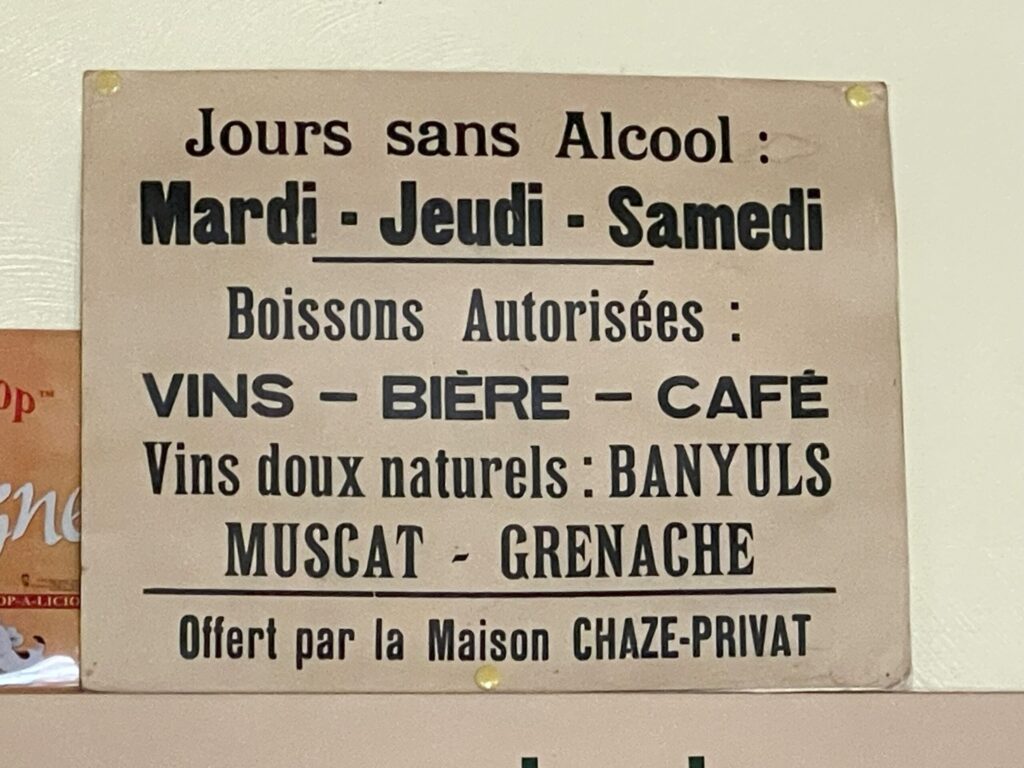 Jours sans Alcool :
Mardi - Jeudi - Samedi
Boissons Autorisées :
VINS – BIÈRE – CAFÉ
Vins doux naturels : BANYULS
MUSCAT - GRENACHE
Offert par la Maison CHAZE-PRIVAT